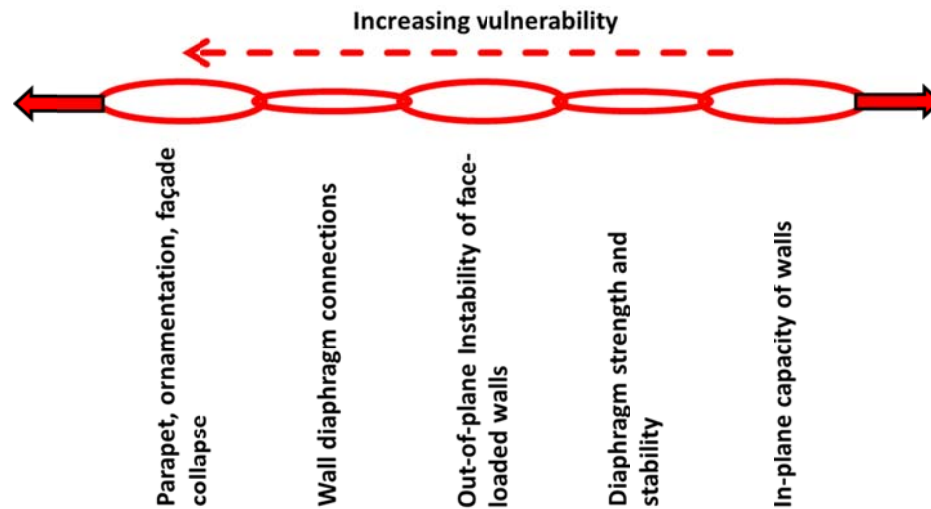 Increasing vulnerability
Parapet, ornamentation, façade
collapse
Wall diaphragm connections
Out-of-plane Instability of face-
loaded walls
Diaphragm strength and
stability
In-plane capacity of walls